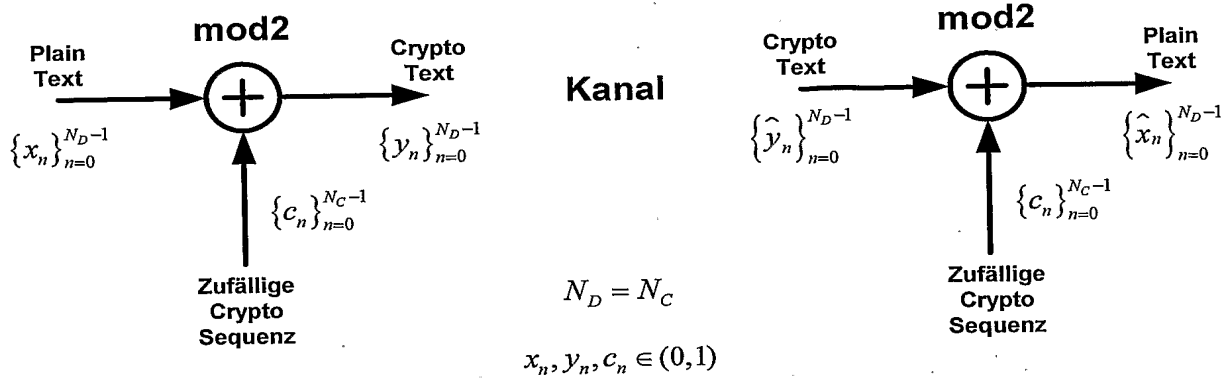 mod2
Plain
Text
{x_n}_{n=0}^{N_D-1}
+
Crypto
Text
{y_n}_{n=0}^{N_D-1}
{c_n}_{n=0}^{N_C-1}
Zufällige
Crypto
Sequenz
Kanal
N_D = N_C
x_n, y_n, c_n ∈ (0,1)
mod2
Crypto
Text
{ŷ_n}_{n=0}^{N_D-1}
+
Plain
Text
{x̂_n}_{n=0}^{N_D-1}
{c_n}_{n=0}^{N_C-1}
Zufällige
Crypto
Sequenz